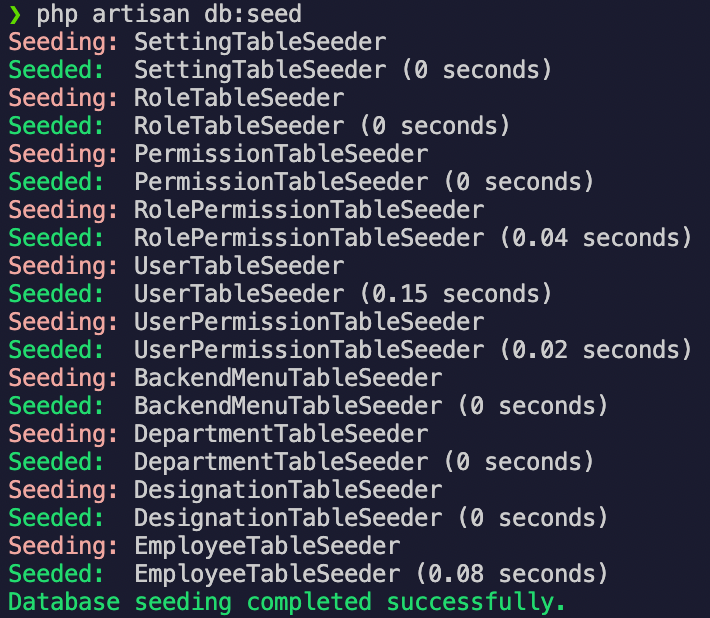 ❯ php artisan db:seed
Seeding: SettingTableSeeder
Seeded:  SettingTableSeeder (0 seconds)
Seeding: RoleTableSeeder
Seeded:  RoleTableSeeder (0 seconds)
Seeding: PermissionTableSeeder
Seeded:  PermissionTableSeeder (0 seconds)
Seeding: RolePermissionTableSeeder
Seeded:  RolePermissionTableSeeder (0.04 seconds)
Seeding: UserTableSeeder
Seeded:  UserTableSeeder (0.15 seconds)
Seeding: UserPermissionTableSeeder
Seeded:  UserPermissionTableSeeder (0.02 seconds)
Seeding: BackendMenuTableSeeder
Seeded:  BackendMenuTableSeeder (0 seconds)
Seeding: DepartmentTableSeeder
Seeded:  DepartmentTableSeeder (0 seconds)
Seeding: DesignationTableSeeder
Seeded:  DesignationTableSeeder (0 seconds)
Seeding: EmployeeTableSeeder
Seeded:  EmployeeTableSeeder (0.08 seconds)
Database seeding completed successfully.